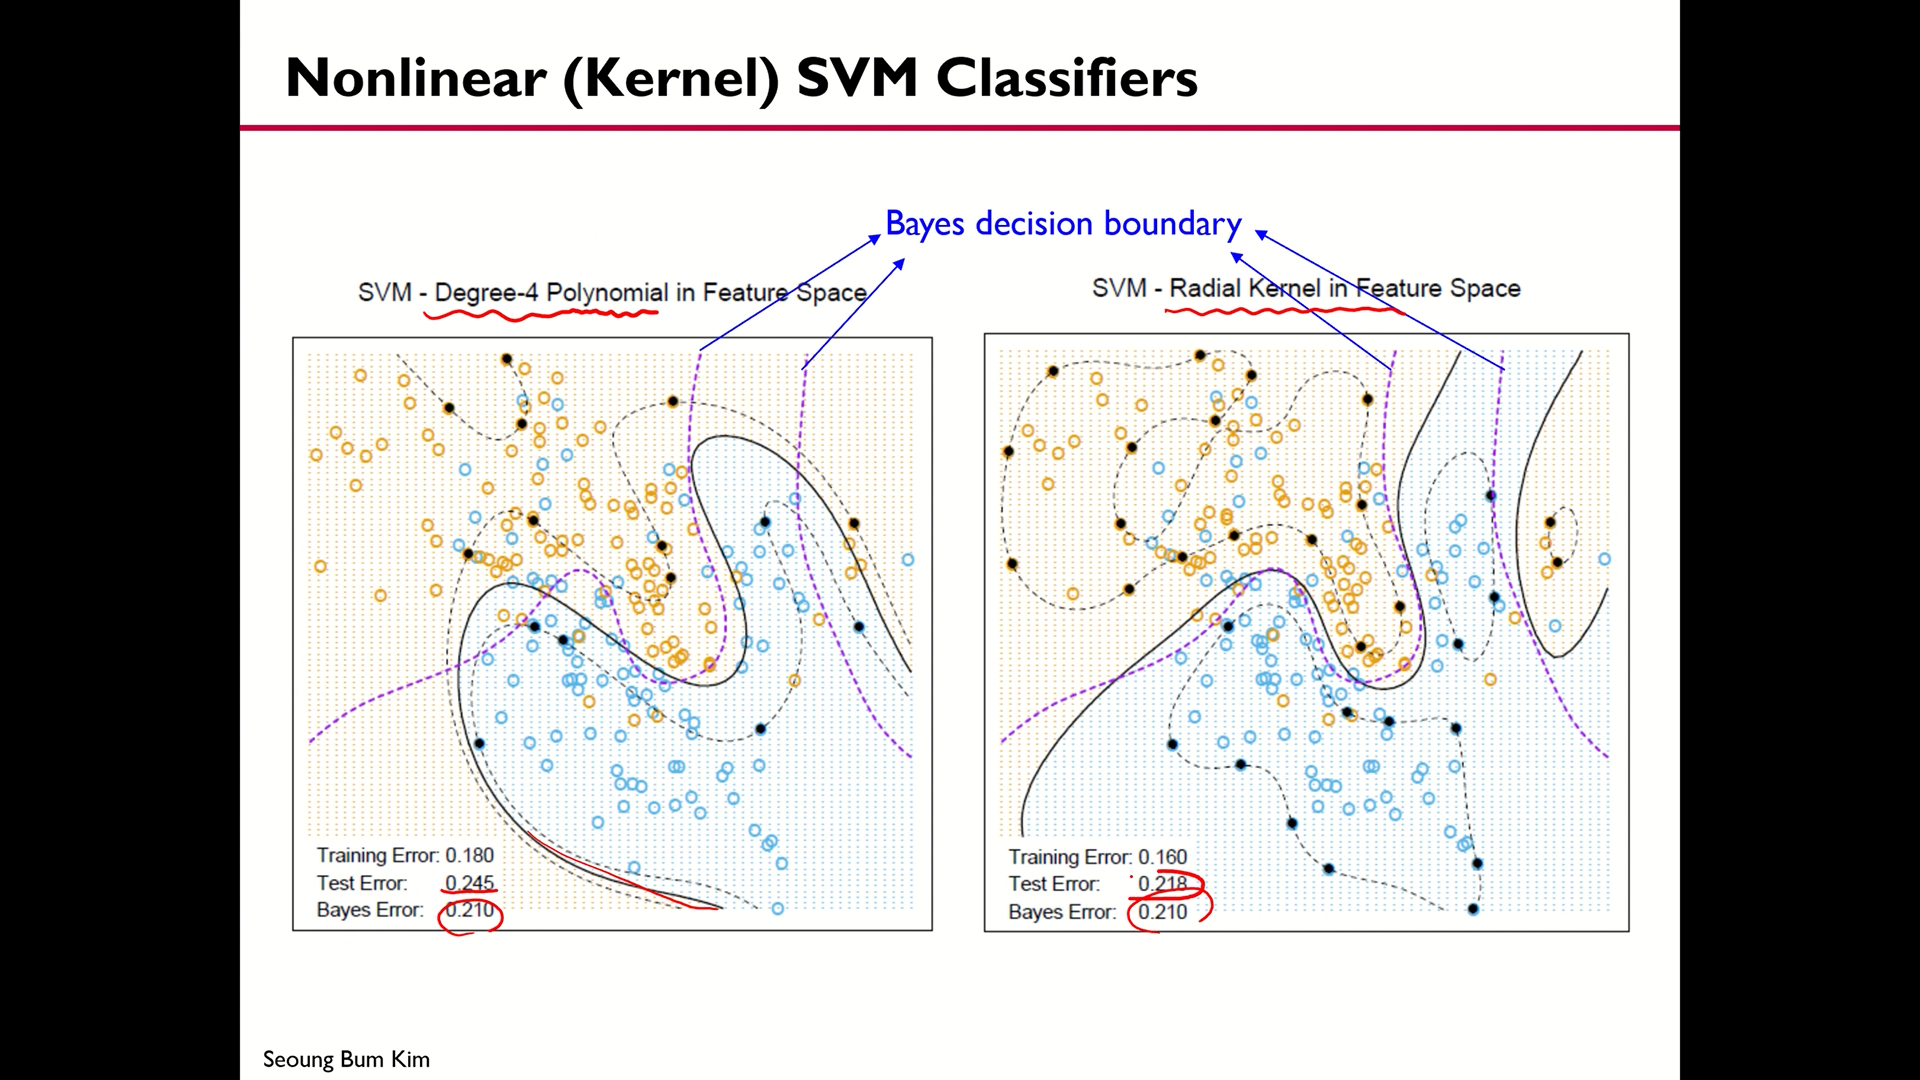 Nonlinear (Kernel) SVM Classifiers
Bayes decision boundary
SVM - Degree-4 Polynomial in Feature Space
SVM - Radial Kernel in Feature Space
Training Error: 0.180
Test Error: 0.245
Bayes Error: 0.210
Training Error: 0.160
Test Error: 0.218
Bayes Error: 0.210
Seoung Bum Kim